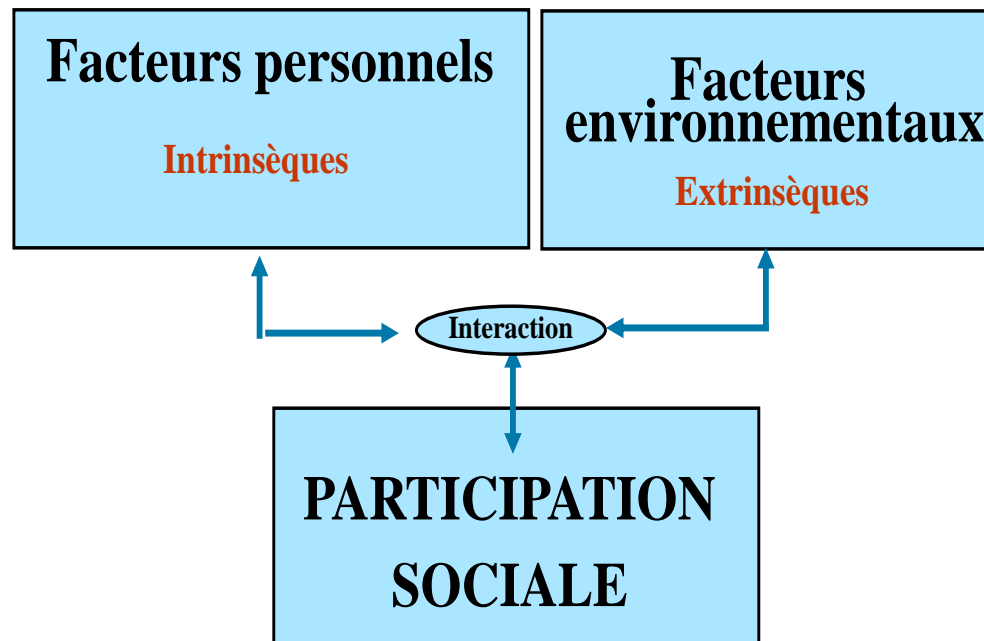 Facteurs personnels
Intrinsèques
Facteurs
environnementaux
Extrinsèques
Interaction
PARTICIPATION
SOCIALE